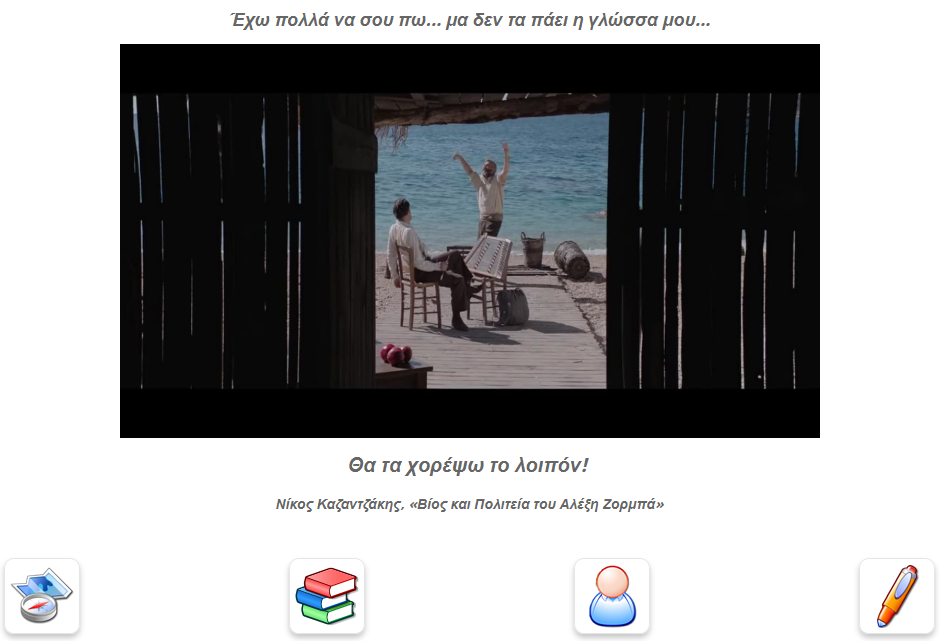 Έχω πολλά να σου πω... μα δεν τα πάει η γλώσσα μου...
Θα τα χορέψω το λοιπόν!
Νίκος Καζαντζάκης, «Βίος και Πολιτεία του Αλέξη Ζορμπά»